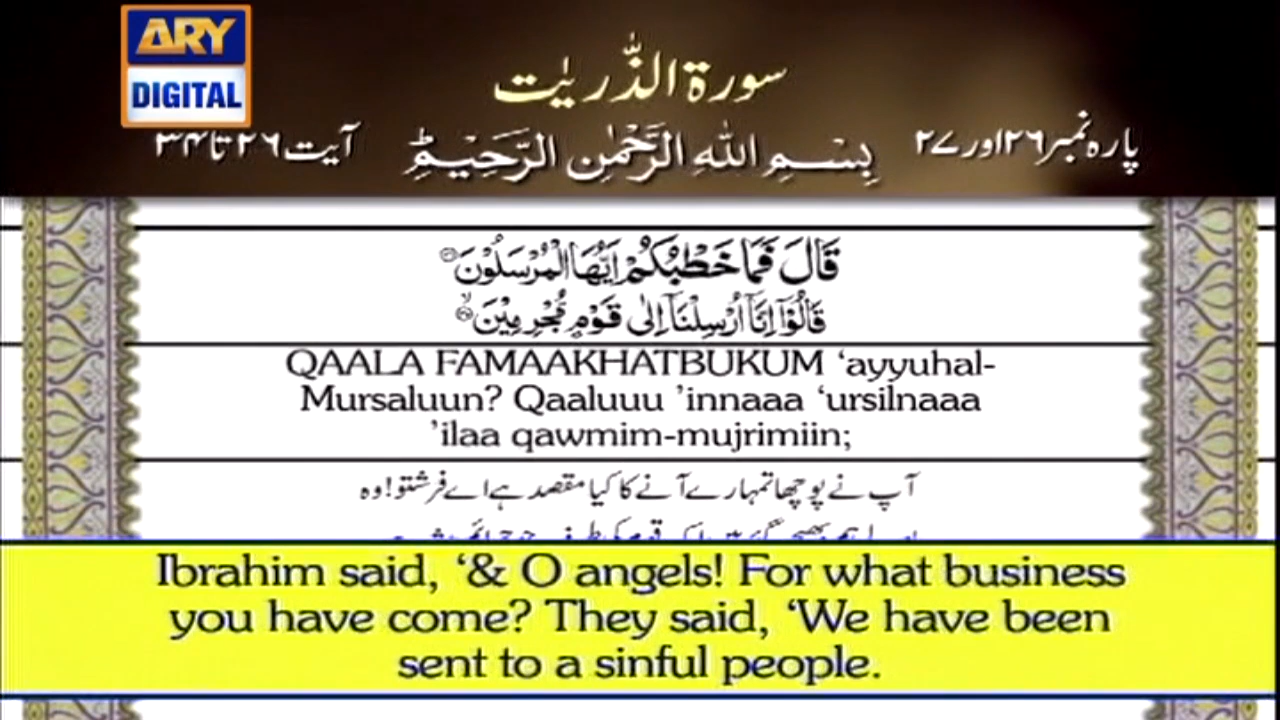 ARY
DIGITAL
سورة الذّٰريٰت
پارہ نمبر ۲۶ اور ۲۷
بِسْمِ اللهِ الرَّحْمٰنِ الرَّحِيْمِ
آیت ۲۶ تا ۳۴
قَالَ فَمَا خَطْبُكُمْ اَيُّهَا الْمُرْسَلُوْنَ
قَالُوْٓا اِنَّآ اُرْسِلْنَآ اِلٰى قَوْمٍ مُّجْرِمِيْنَ
QAALA FAMAAKHATBUKUM ‘ayyuhal-
Mursaluun? Qaaluuu ’innaaa ‘ursilnaaa
’ilaa qawmim-mujrimiin;
آپ نے پوچھا تمہارے آنے کا کیا مقصد ہے اے فرشتو! وہ
Ibrahim said, ‘& O angels! For what business
you have come? They said, ‘We have been
sent to a sinful people.